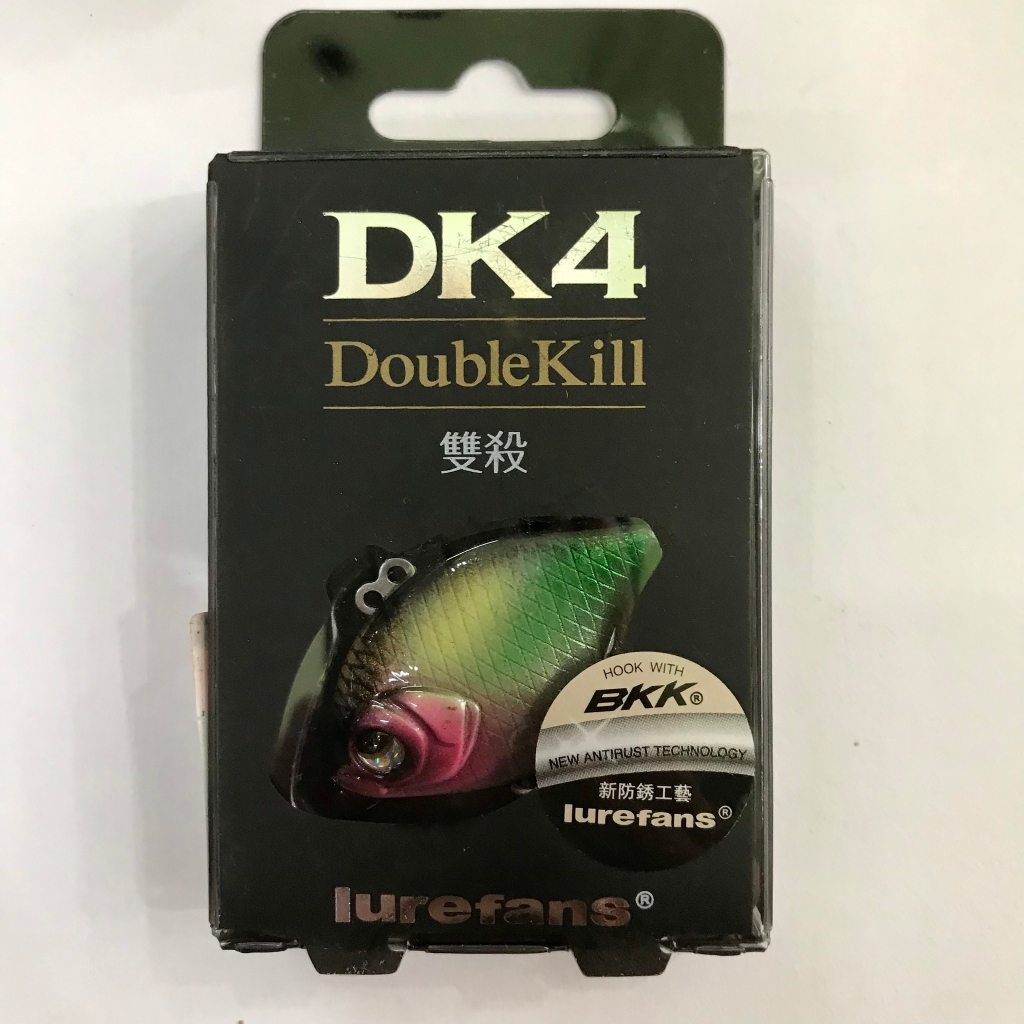 DK4
DoubleKill
雙殺
HOOK WITH
BKK®
NEW ANTIRUST TECHNOLOGY
新防銹工藝
lurefans®
lurefans®